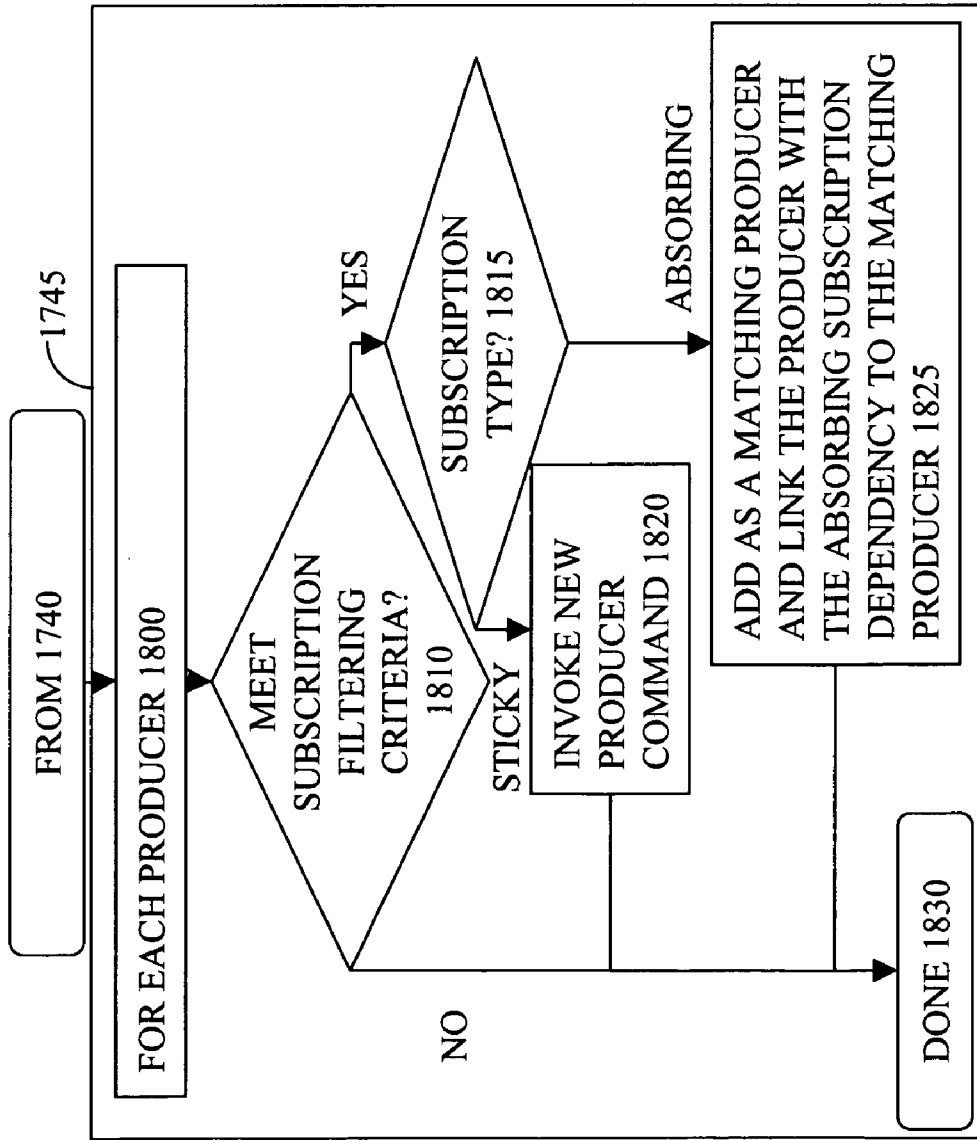 FROM 1740
1745
FOR EACH PRODUCER 1800
MEET
SUBSCRIPTION
FILTERING
CRITERIA?
1810
YES
NO
SUBSCRIPTION
TYPE? 1815
STICKY
ABSORBING
INVOKE NEW
PRODUCER
COMMAND 1820
ADD AS A MATCHING PRODUCER
AND LINK THE PRODUCER WITH
THE ABSORBING SUBSCRIPTION
DEPENDENCY TO THE MATCHING
PRODUCER 1825
DONE 1830